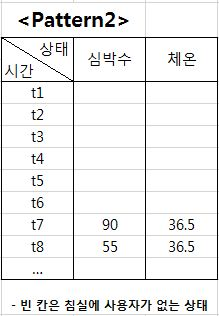 <Pattern2>
상태
시간
심박수 체온
t1
t2
t3
t4
t5
t6
t7 90 36.5
t8 55 36.5
...
- 빈 칸은 침실에 사용자가 없는 상태